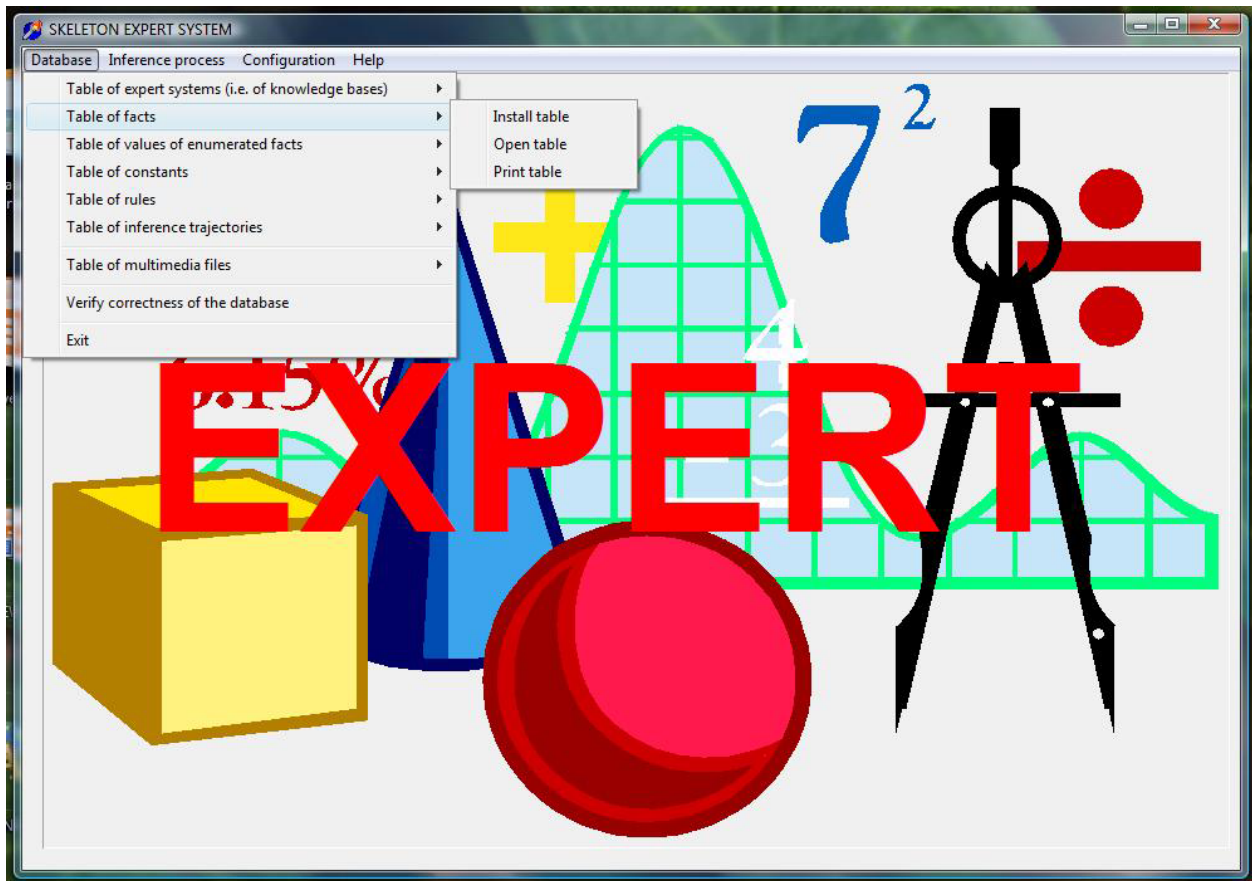 SKELETON EXPERT SYSTEM
Database Inference process Configuration Help
Table of expert systems (i.e. of knowledge bases)
Table of facts
Install table
Table of values of enumerated facts
Open table
Table of constants
Print table
Table of rules
Table of inference trajectories
Table of multimedia files
Verify correctness of the database
Exit
7²
EXPERT